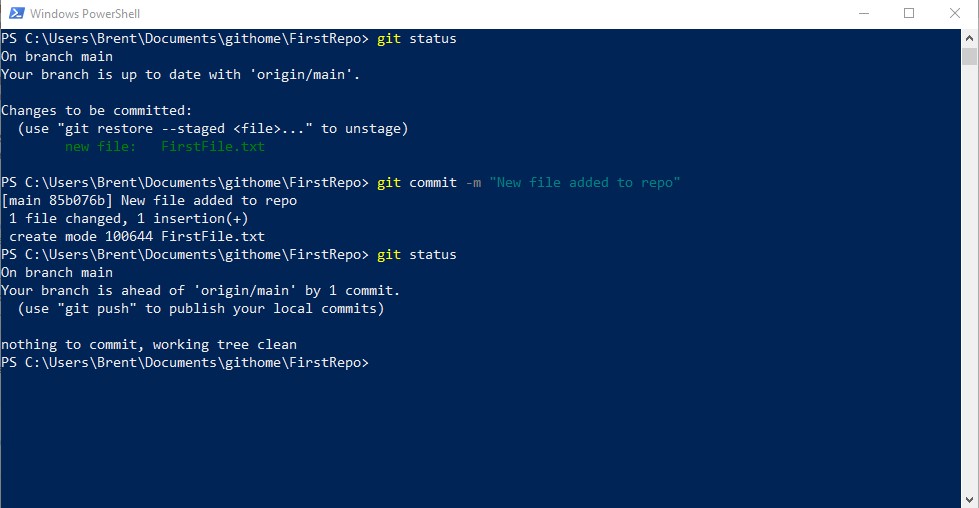 Windows PowerShell
PS C:\Users\Brent\Documents\githome\FirstRepo> git status
On branch main
Your branch is up to date with 'origin/main'.
Changes to be committed:
  (use "git restore --staged <file>..." to unstage)
        new file:   FirstFile.txt
PS C:\Users\Brent\Documents\githome\FirstRepo> git commit -m "New file added to repo"
[main 85b076b] New file added to repo
 1 file changed, 1 insertion(+)
 create mode 100644 FirstFile.txt
PS C:\Users\Brent\Documents\githome\FirstRepo> git status
On branch main
Your branch is ahead of 'origin/main' by 1 commit.
  (use "git push" to publish your local commits)
nothing to commit, working tree clean
PS C:\Users\Brent\Documents\githome\FirstRepo>